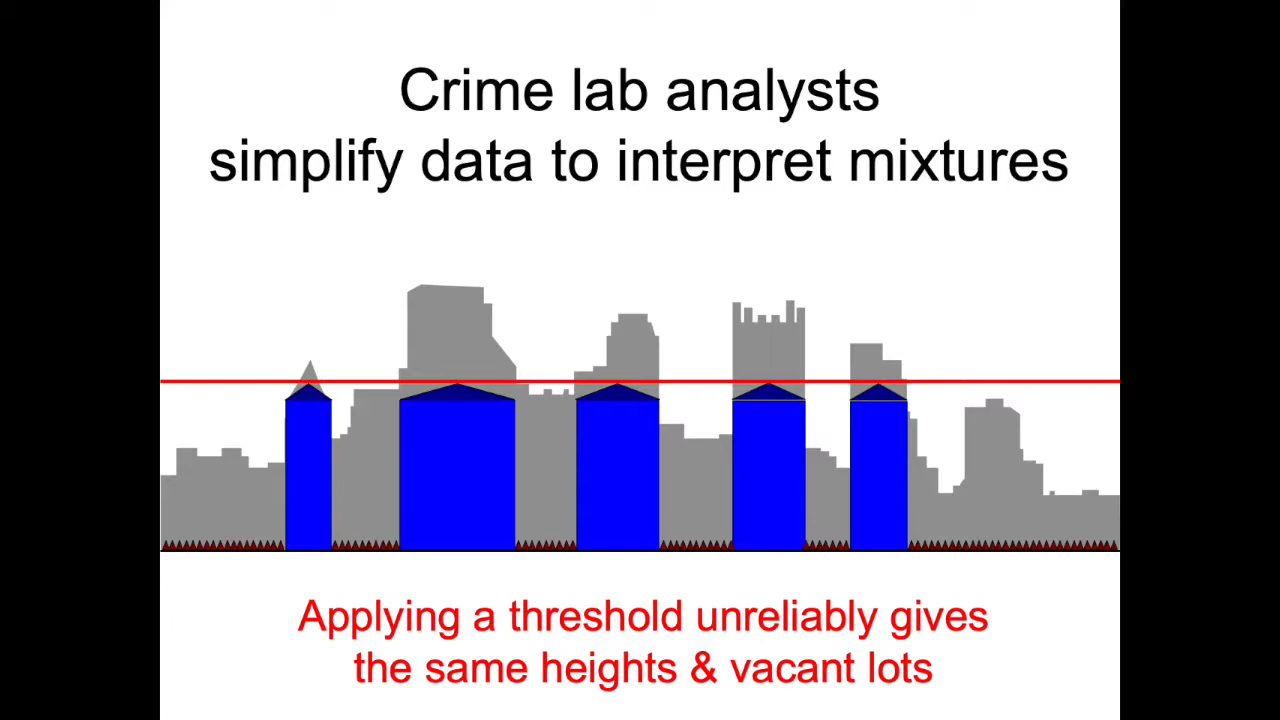 Crime lab analysts
simplify data to interpret mixtures
Applying a threshold unreliably gives
the same heights & vacant lots